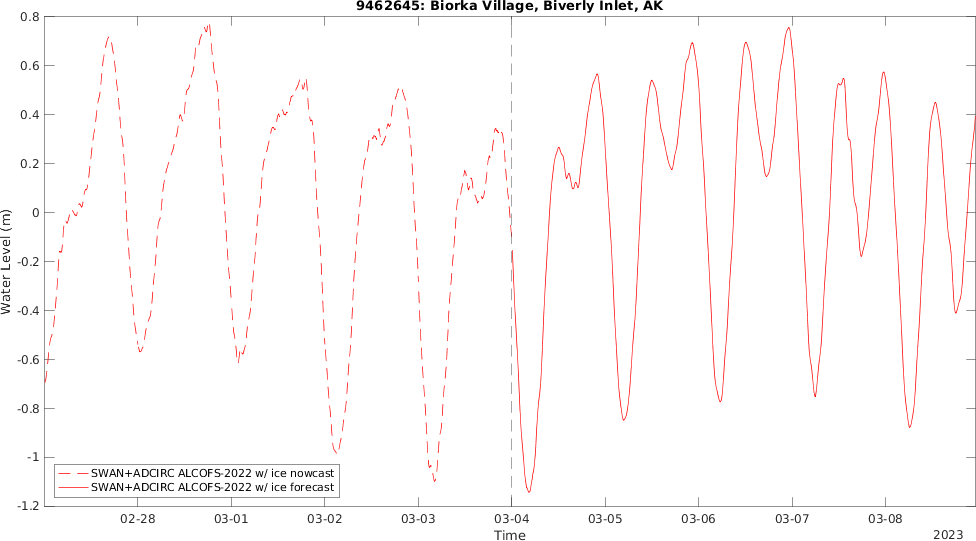 9462645: Biorka Village, Biverly Inlet, AK
0.8
0.6
0.4
0.2
0
-0.2
-0.4
-0.6
-0.8
-1
-1.2
Water Level (m)
SWAN+ADCIRC ALCOFS-2022 w/ ice nowcast
SWAN+ADCIRC ALCOFS-2022 w/ ice forecast
02-28 03-01 03-02 03-03 03-04 03-05 03-06 03-07 03-08
Time
2023